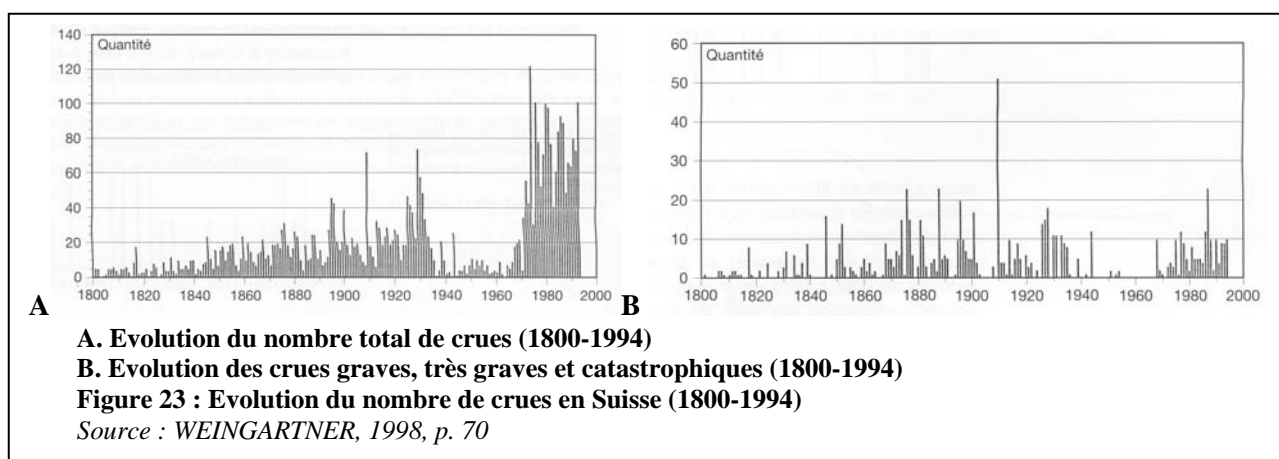 140
120
100
80
60
40
20
0
Quantité
1800 1820 1840 1860 1880 1900 1920 1940 1960 1980 2000
60
50
40
30
20
10
0
Quantité
1800 1820 1840 1860 1880 1900 1920 1940 1960 1980 2000
A B
A. Evolution du nombre total de crues (1800-1994)
B. Evolution des crues graves, très graves et catastrophiques (1800-1994)
Figure 23 : Evolution du nombre de crues en Suisse (1800-1994)
Source : WEINGARTNER, 1998, p. 70